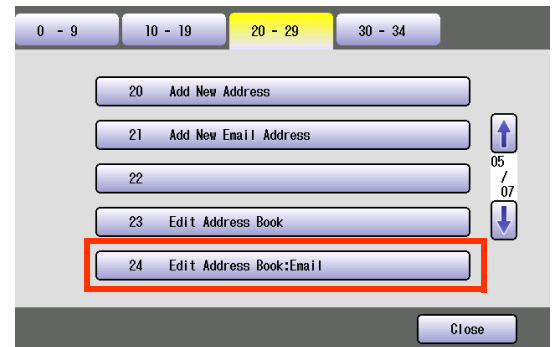 0 - 9 10 - 19 20 - 29 30 - 34
20 Add New Address
21 Add New Email Address
05
22
/
07
23 Edit Address Book
24 Edit Address Book:Email
Close